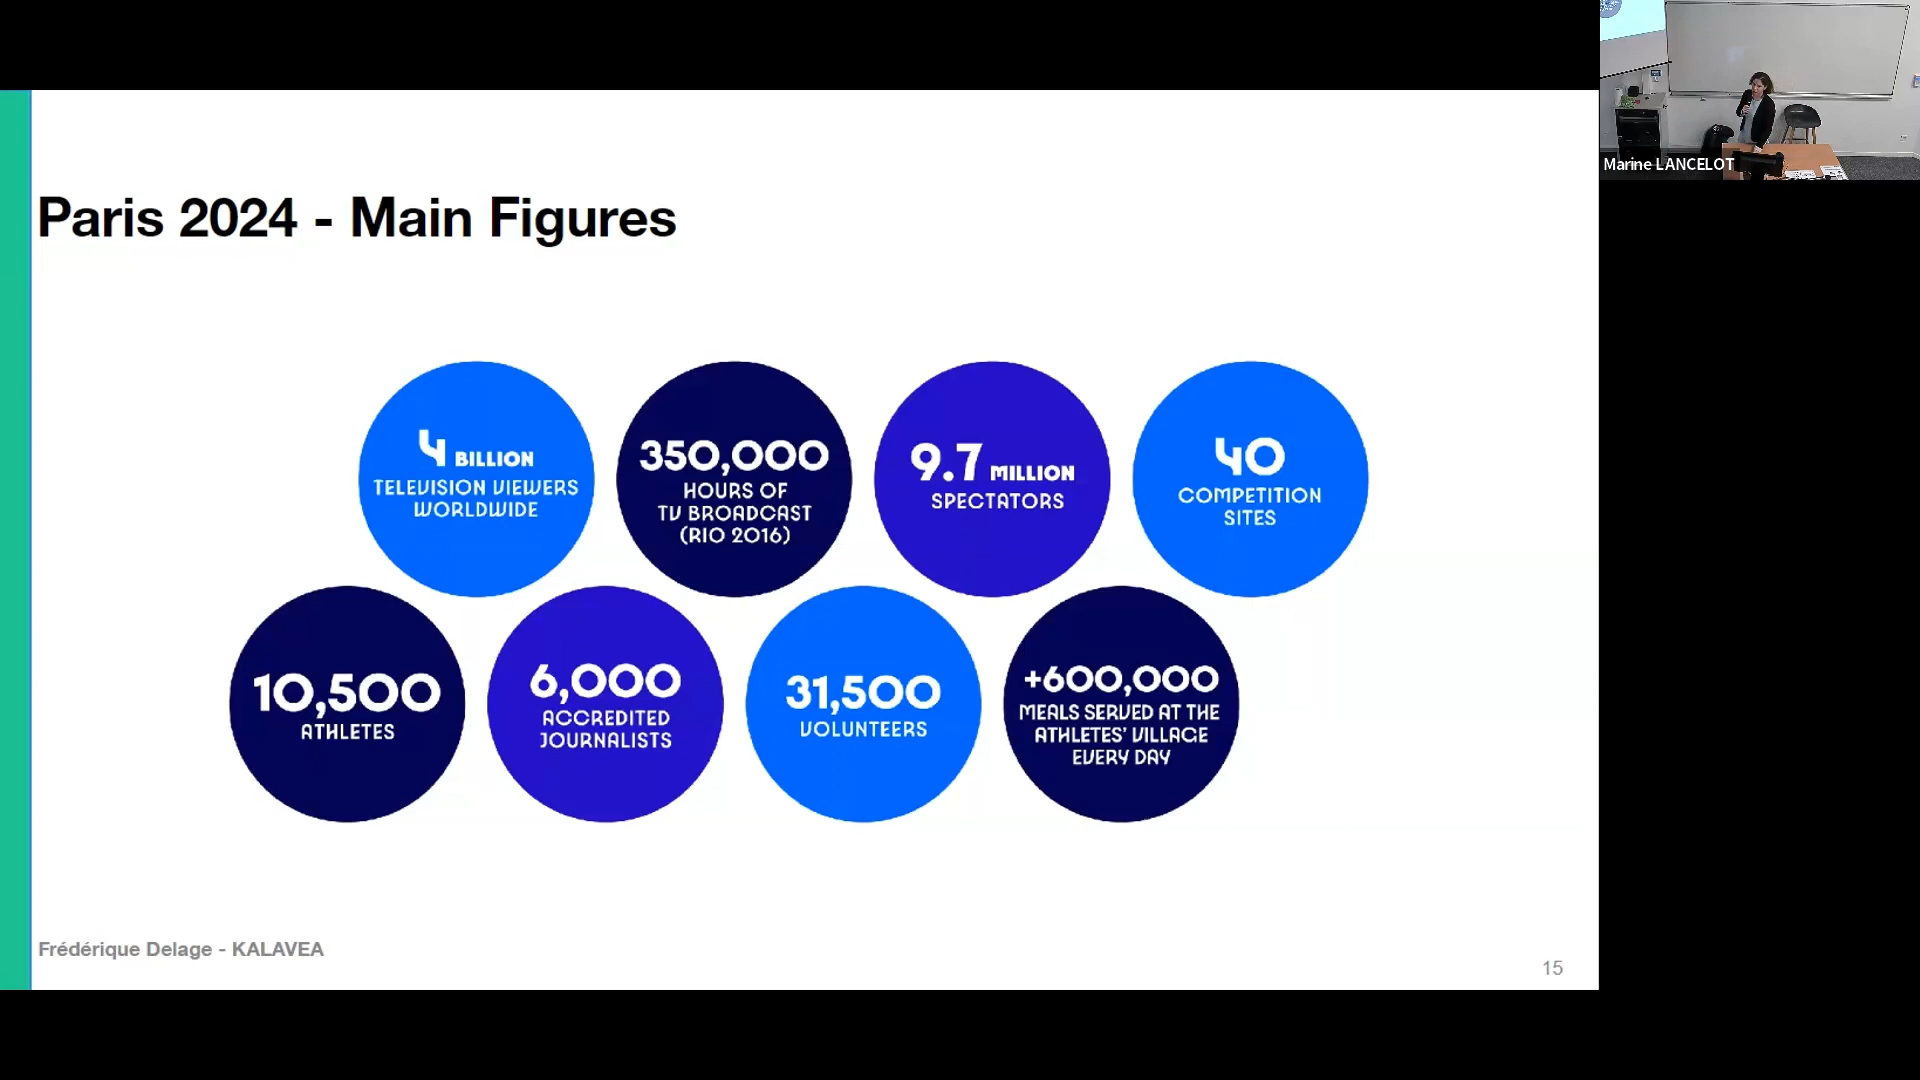 Marine LANCELOT
Paris 2024 - Main Figures
4 BILLION
TELEVISION VIEWERS
WORLDWIDE
350,000
HOURS OF
TV BROADCAST
(RIO 2016)
9.7 MILLION
SPECTATORS
40
COMPETITION
SITES
10,500
ATHLETES
6,000
ACCREDITED
JOURNALISTS
31,500
VOLUNTEERS
+600,000
MEALS SERVED AT THE
ATHLETES' VILLAGE
EVERY DAY
Frédérique Delage - KALAVEA
15